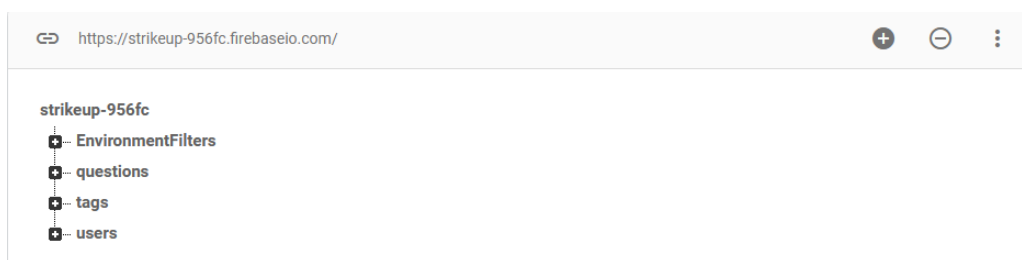 https://strikeup-956fc.firebaseio.com/
strikeup-956fc
EnvironmentFilters
questions
tags
users